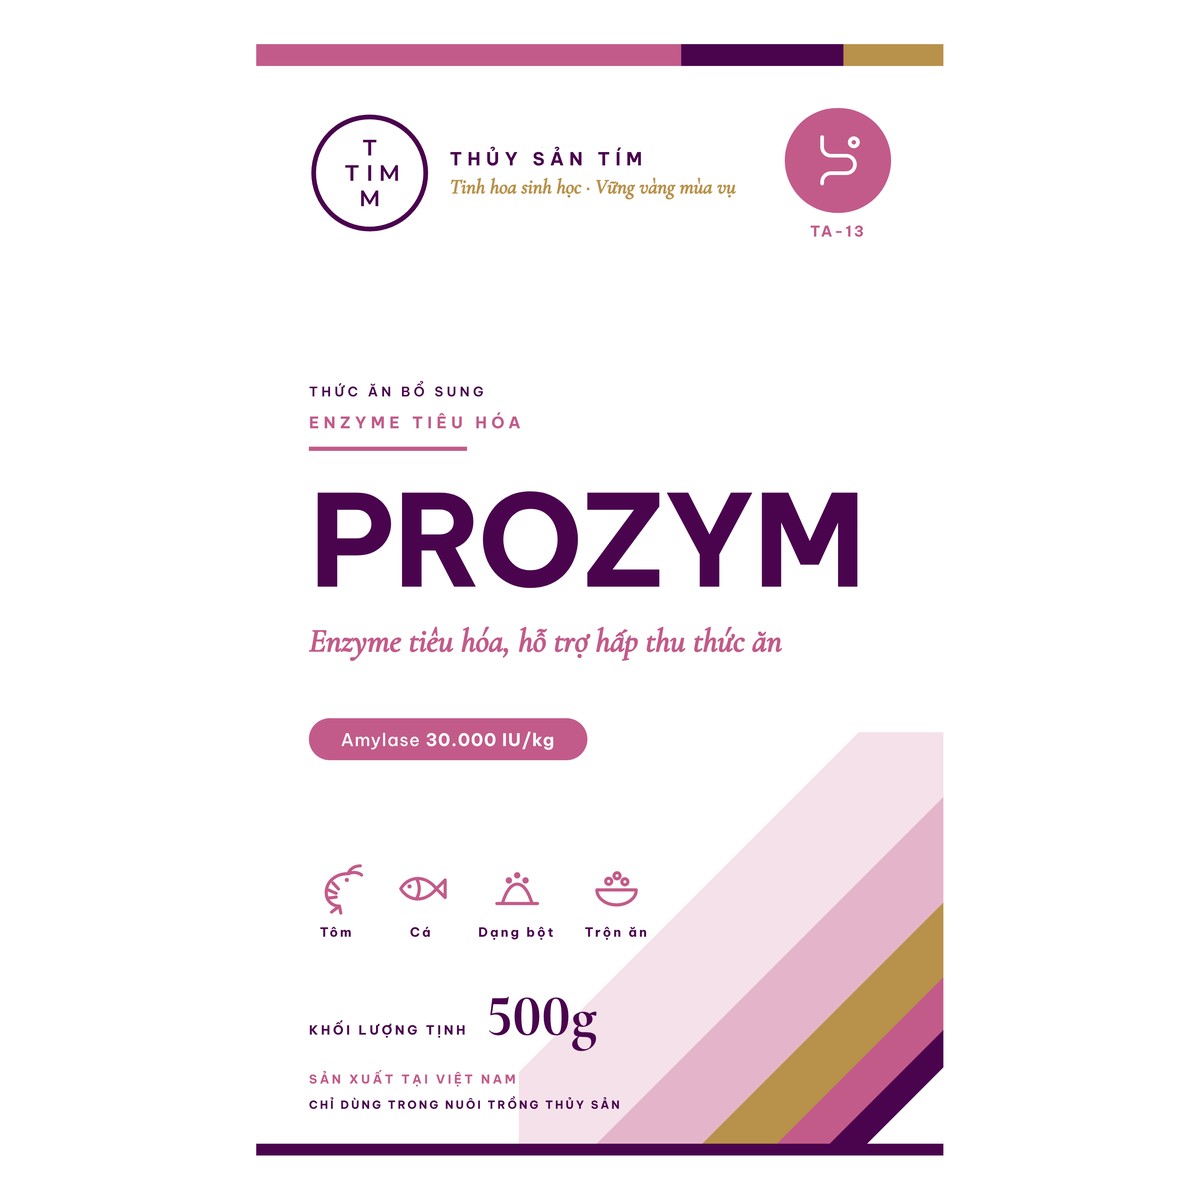 T
TIM
M
THỦY SẢN TÍM
Tinh hoa sinh học · Vững vàng mùa vụ
TA-13
THỨC ĂN BỔ SUNG
ENZYME TIÊU HÓA
PROZYM
Enzyme tiêu hóa, hỗ trợ hấp thu thức ăn
Amylase 30.000 IU/kg
Tôm Cá Dạng bột Trộn ăn
KHỐI LƯỢNG TỊNH 500g
SẢN XUẤT TẠI VIỆT NAM
CHỈ DÙNG TRONG NUÔI TRỒNG THỦY SẢN